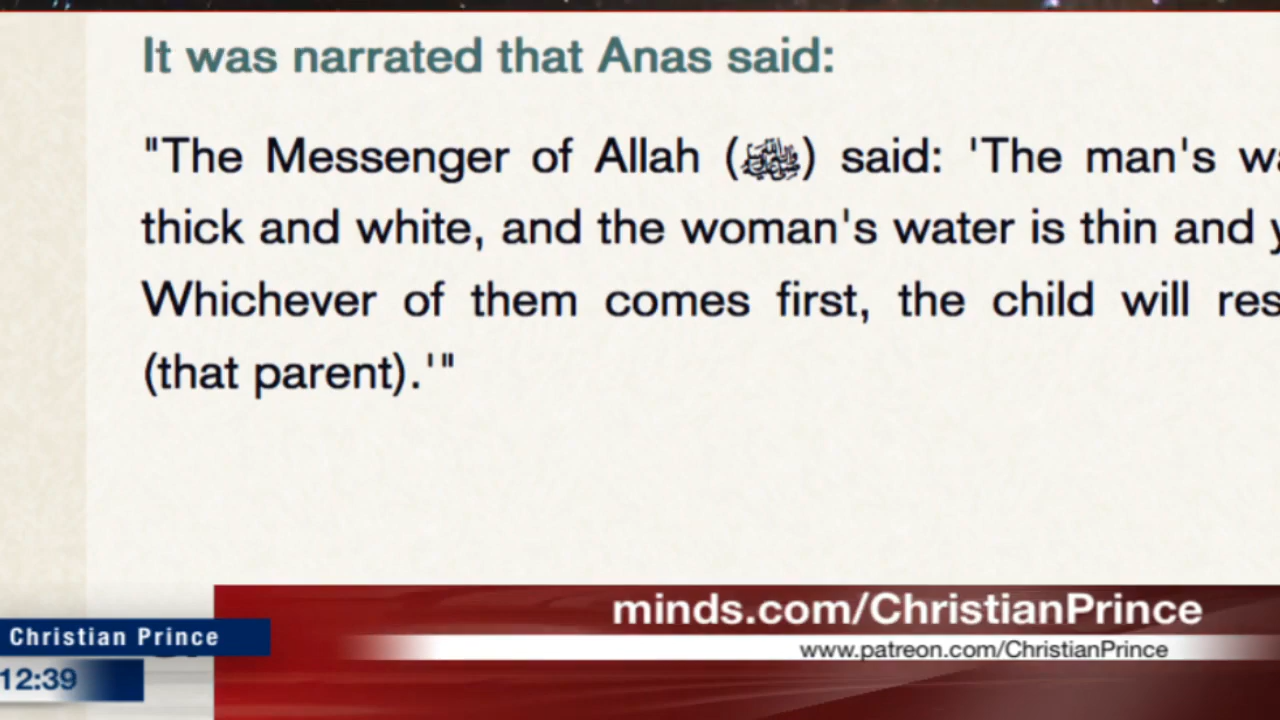 It was narrated that Anas said:
"The Messenger of Allah (ﷺ) said: 'The man's
thick and white, and the woman's water is thin and
Whichever of them comes first, the child will
(that parent).'"
minds.com/ChristianPrince
Christian Prince
www.patreon.com/ChristianPrince
12:39